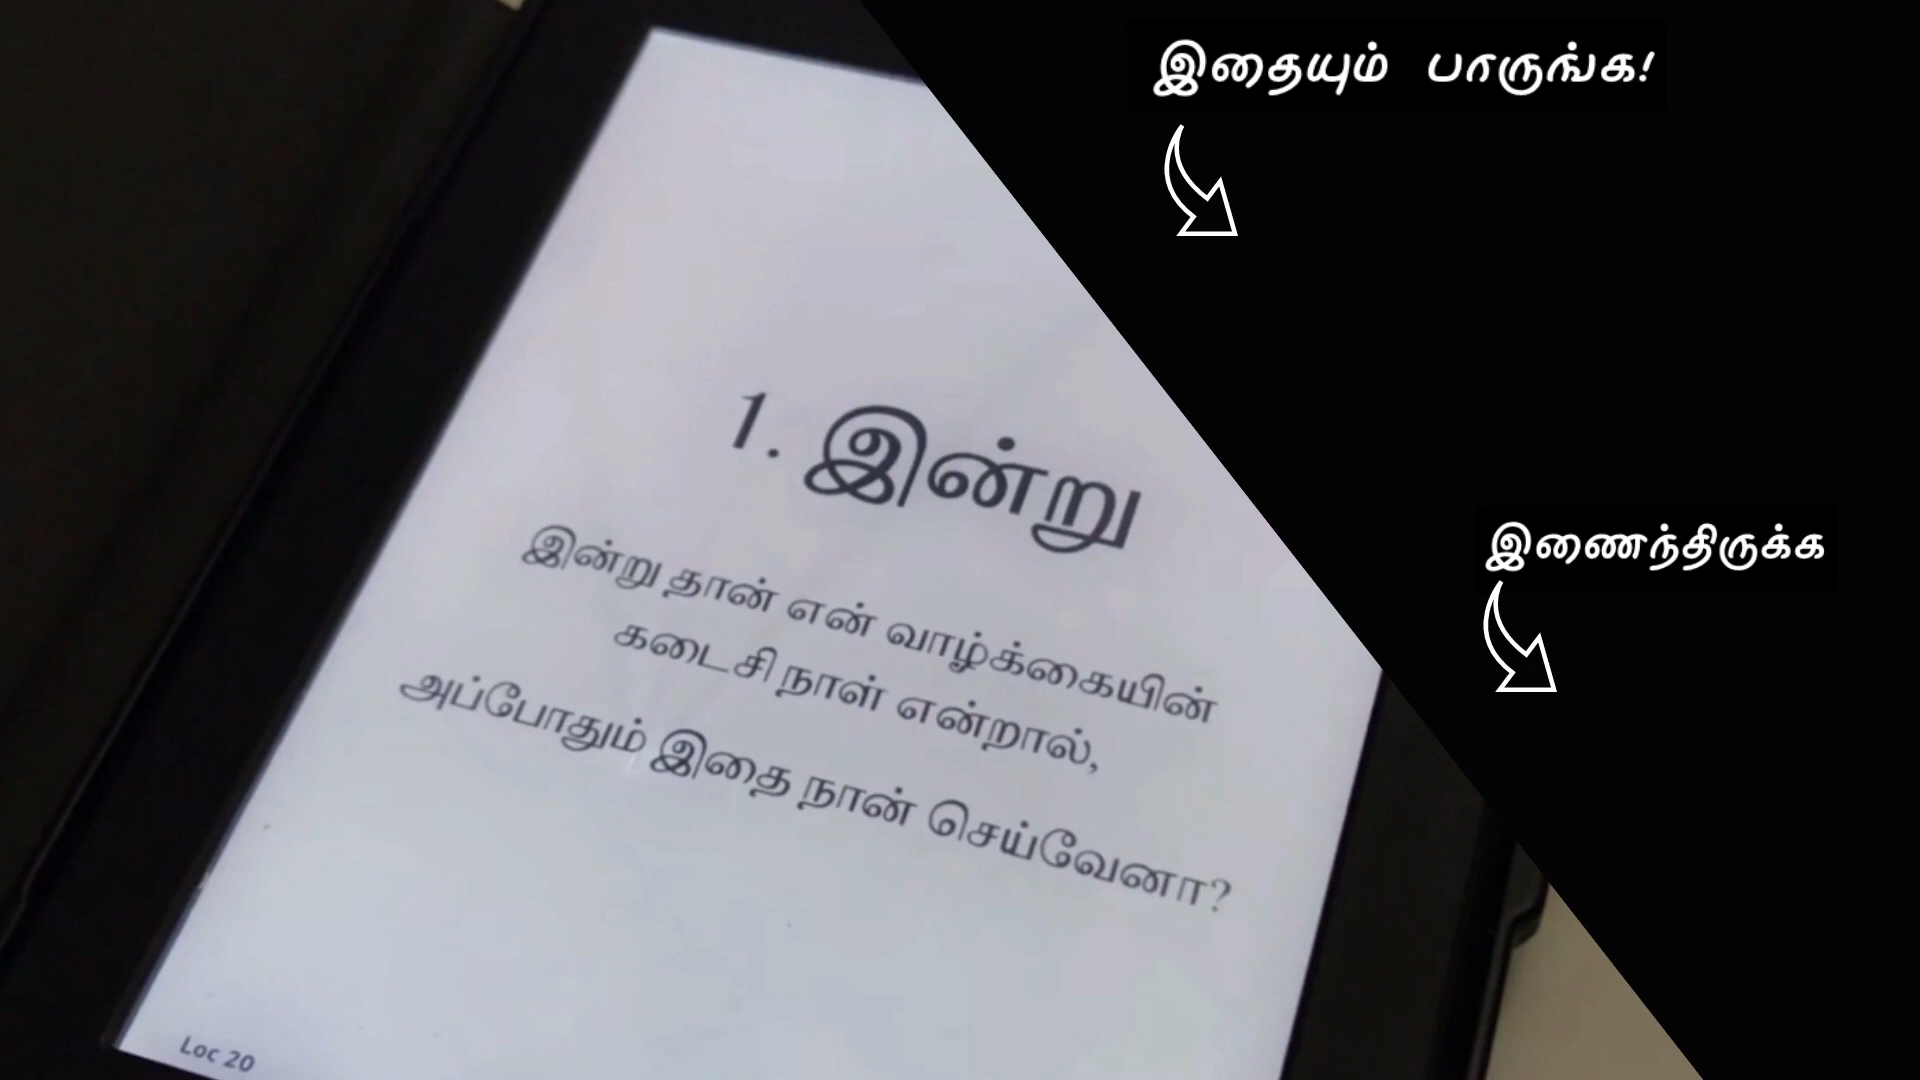 இதையும் பாருங்க!
1. இன்று
இன்று தான் என் வாழ்க்கையின்
கடைசி நாள் என்றால்,
அப்போதும் இதை நான் செய்வேனா?
இணைந்திருக்க
Loc 20